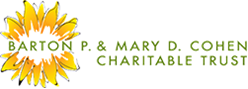 BARTON P. & MARY D. COHEN
CHARITABLE TRUST